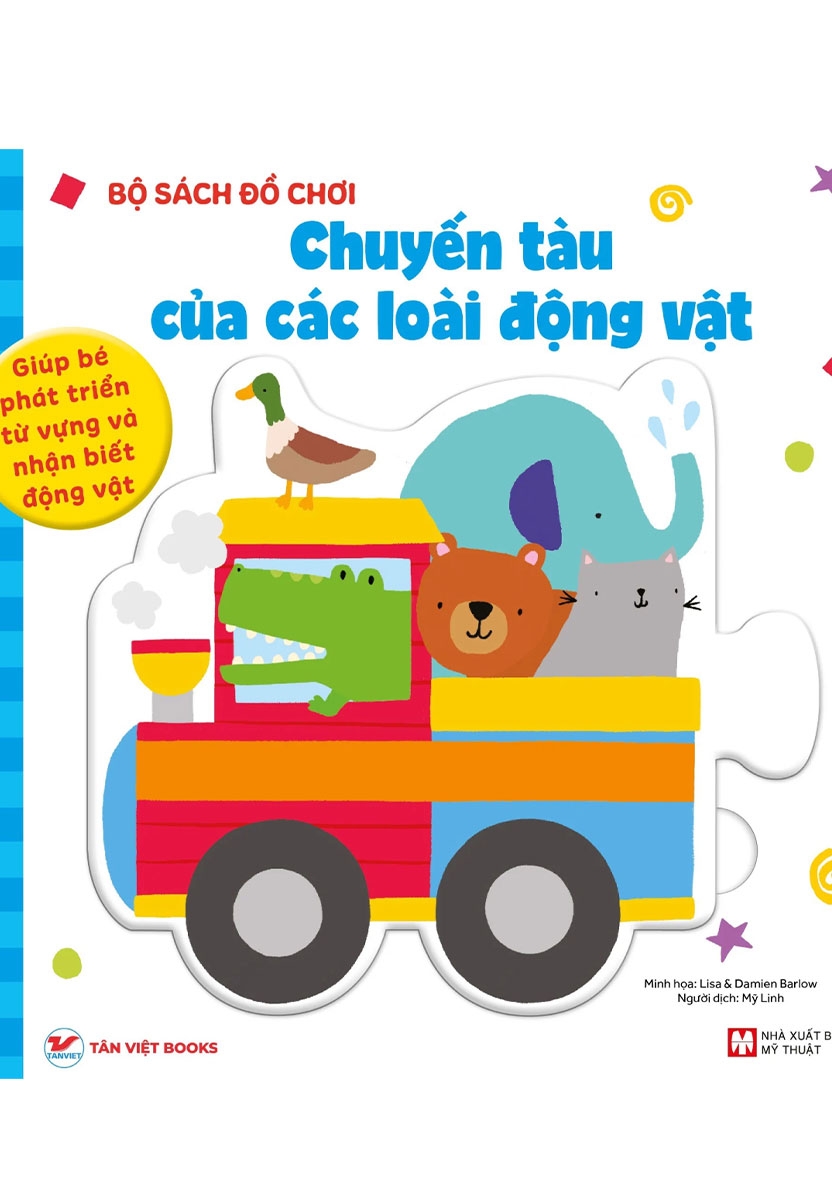 BỘ SÁCH ĐỒ CHƠI
Chuyến tàu
của các loài động vật
Giúp bé
phát triển
từ vựng và
nhận biết
động vật
Minh họa: Lisa & Damien Barlow
Người dịch: Mỹ Linh
TANVIET
TÂN VIỆT BOOKS
NHÀ XUẤT B
MỸ THUẬT